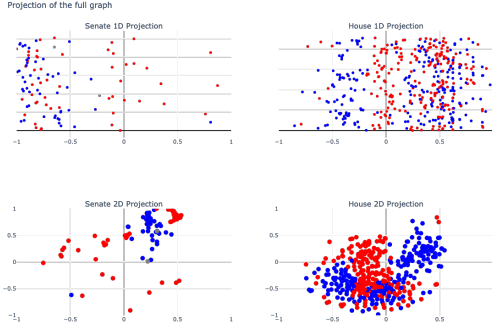 Projection of the full graph
Senate 1D Projection
House 1D Projection
−1 −0.5 0 0.5 −1 −0.5 0 0.5
Senate 2D Projection
House 2D Projection
1 1
0.5 0.5
0 0
−0.5 −0.5
−1 −1
−1 −0.5 0 0.5 −1 −0.5 0 0.5